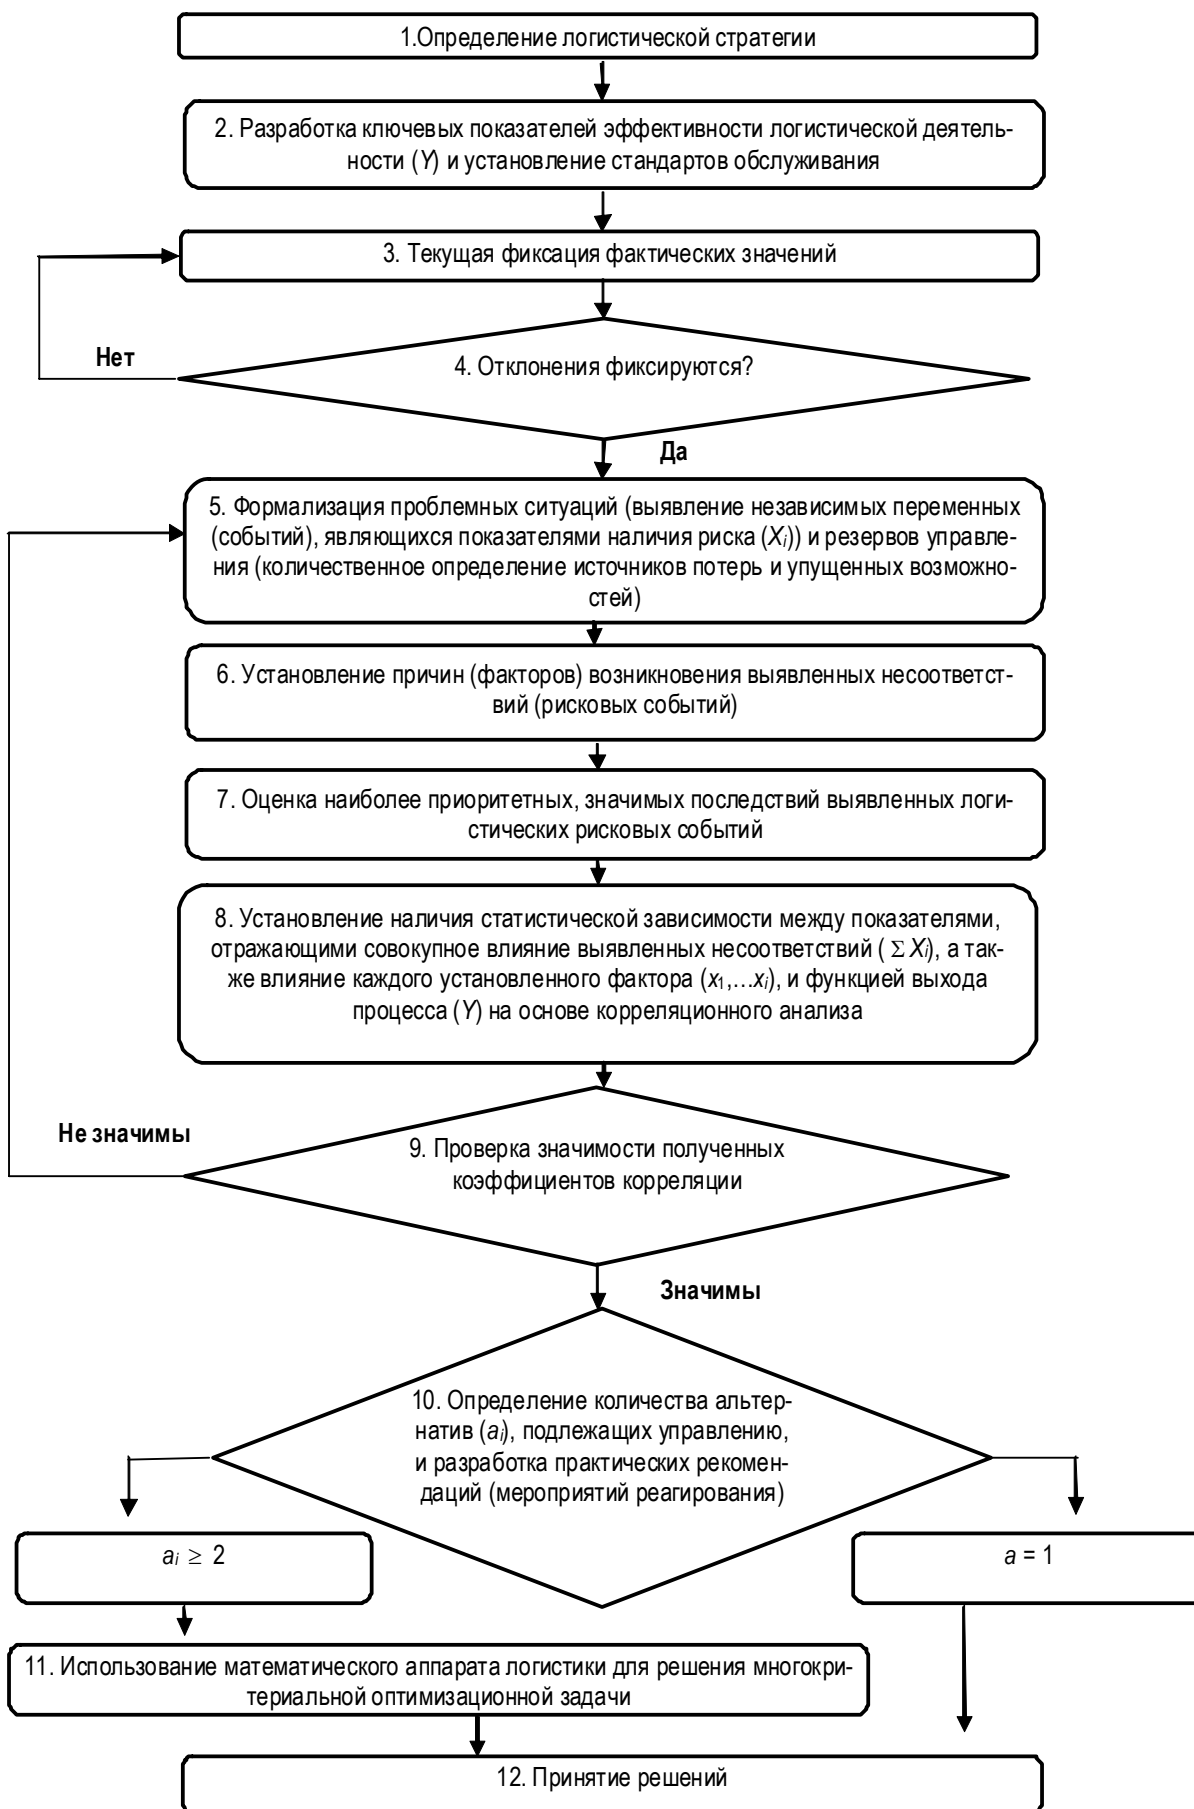 1.Определение логистической стратегии
2. Разработка ключевых показателей эффективности логистической деятель-
ности (Y) и установление стандартов обслуживания
3. Текущая фиксация фактических значений
Нет
4. Отклонения фиксируются?
Да
5. Формализация проблемных ситуаций (выявление независимых переменных
(событий), являющихся показателями наличия риска (Xi)) и резервов управле-
ния (количественное определение источников потерь и упущенных возможно-
стей)
6. Установление причин (факторов) возникновения выявленных несоответст-
вий (рисковых событий)
7. Оценка наиболее приоритетных, значимых последствий выявленных логи-
стических рисковых событий
8. Установление наличия статистической зависимости между показателями,
отражающими совокупное влияние выявленных несоответствий ( Σ Xi), а так-
же влияние каждого установленного фактора (x1,…xi), и функцией выхода
процесса (Y) на основе корреляционного анализа
Не значимы
9. Проверка значимости полученных
коэффициентов корреляции
Значимы
10. Определение количества альтер-
натив (ai), подлежащих управлению,
и разработка практических рекомен-
даций (мероприятий реагирования)
ai ≥ 2
a = 1
11. Использование математического аппарата логистики для решения многокри-
териальной оптимизационной задачи
12. Принятие решений